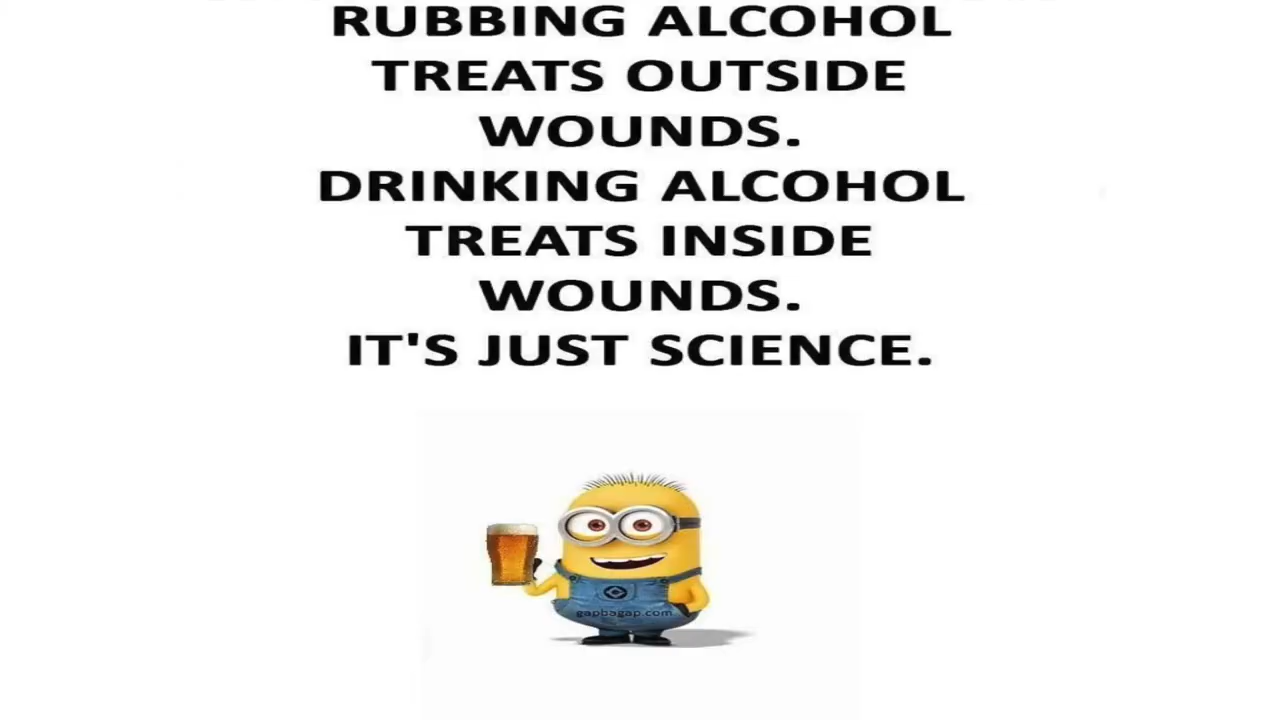 RUBBING ALCOHOL
TREATS OUTSIDE
WOUNDS.
DRINKING ALCOHOL
TREATS INSIDE
WOUNDS.
IT'S JUST SCIENCE.
gapbagap.com